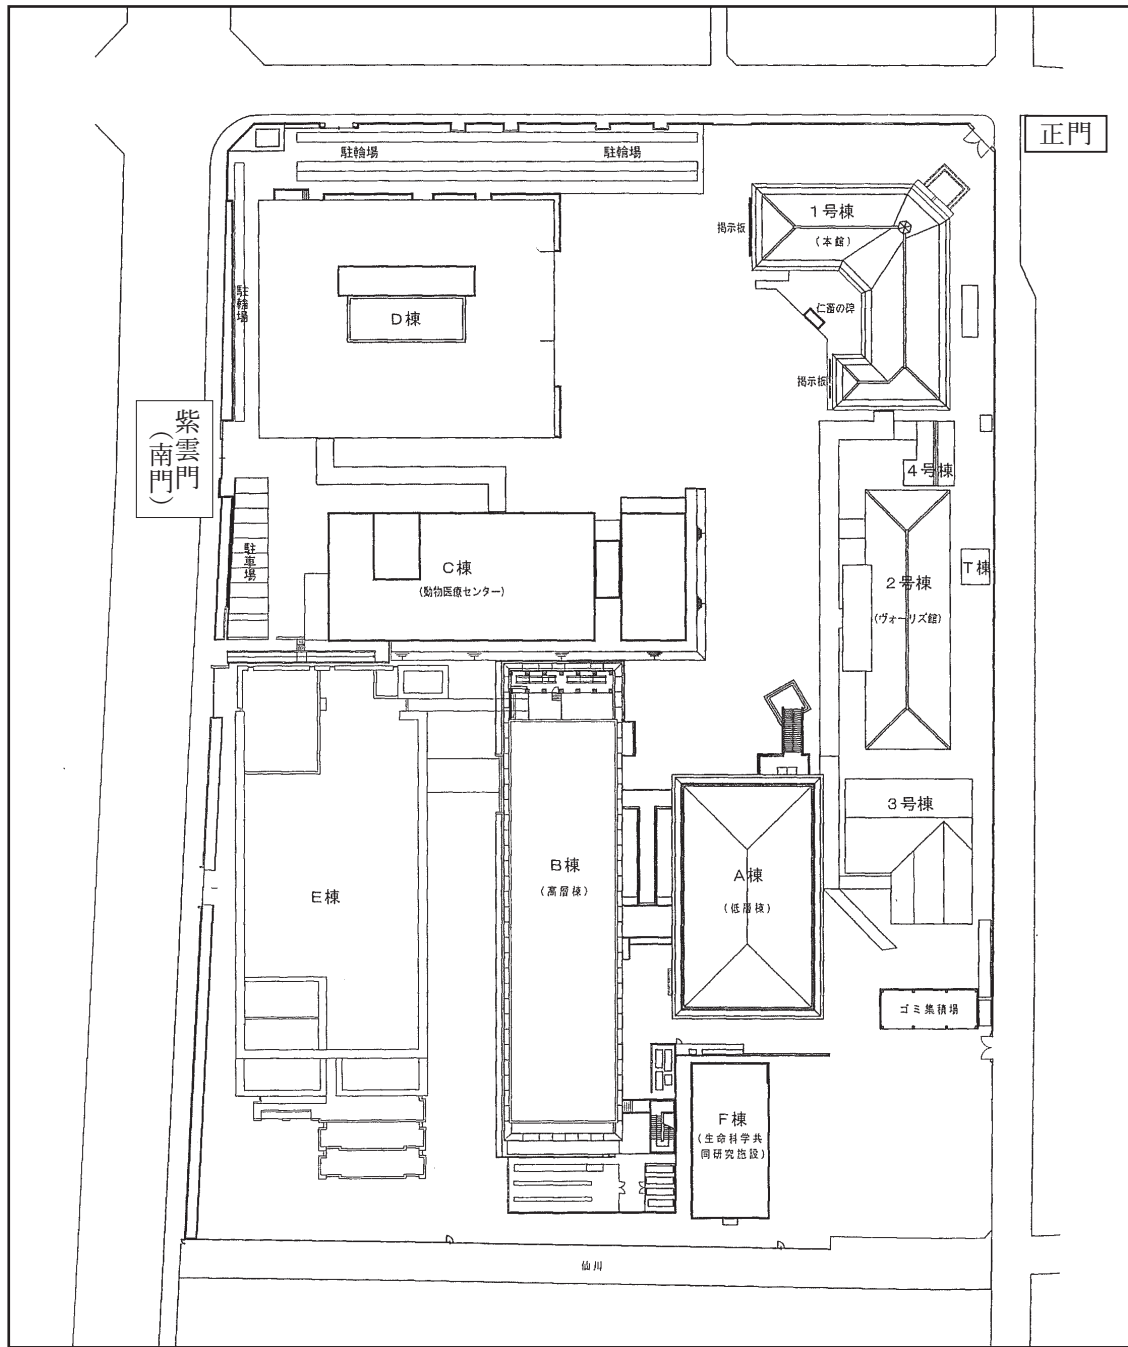 正門
駐輪場
駐輪場
1号棟
(本館)
掲示板
仁畜の碑
掲示板
駐輪場
D棟
紫雲門
(南門)
4号棟
駐車場
C棟
(動物医療センター)
2号棟
(ヴォーリズ館)
T棟
3号棟
B棟
(高層棟)
A棟
(低層棟)
E棟
ゴミ集積場
F棟
(生命科学共
同研究施設)
仙川